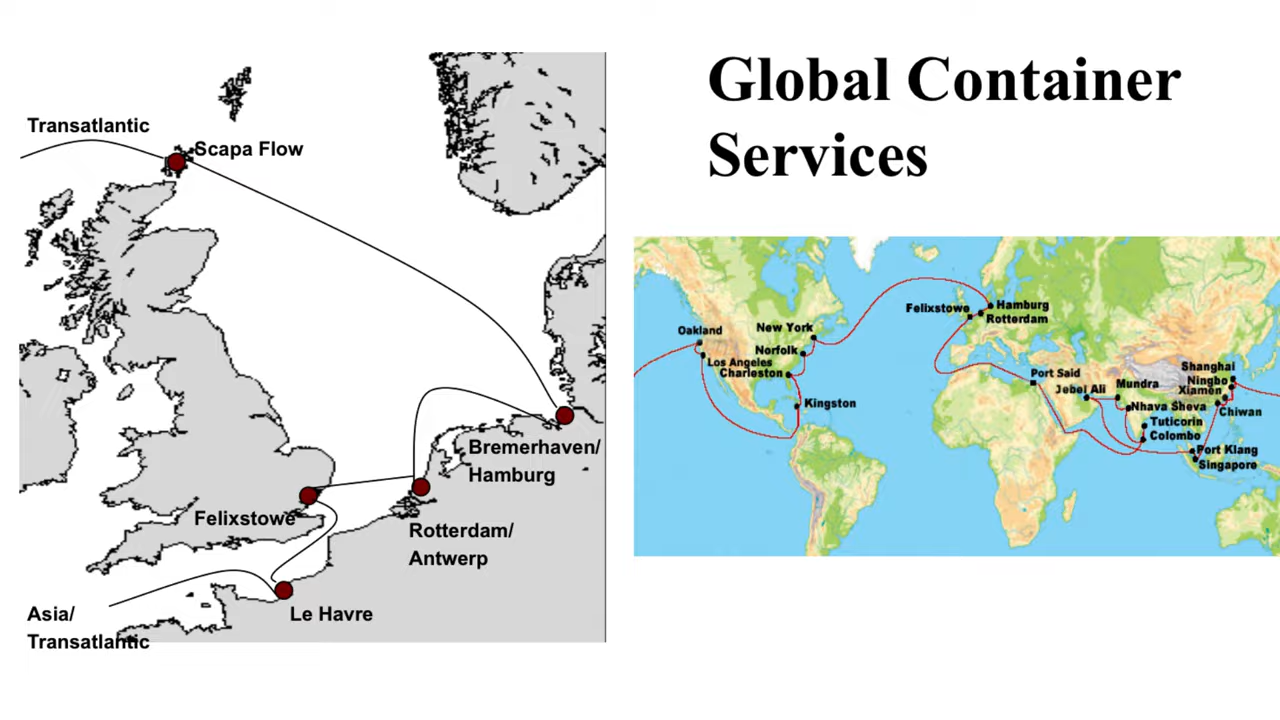 Global Container
Services
Transatlantic
Scapa Flow
Bremerhaven/
Hamburg
Felixstowe
Rotterdam/
Antwerp
Asia/
Transatlantic
Le Havre
Oakland
Los Angeles
New York
Norfolk
Charleston
Kingston
Felixstowe
Hamburg
Rotterdam
Port Said
Jebel Ali
Mundra
Nhava Sheva
Tuticorin
Colombo
Shanghai
Ningbo
Xiamen
Chiwan
Port Klang
Singapore